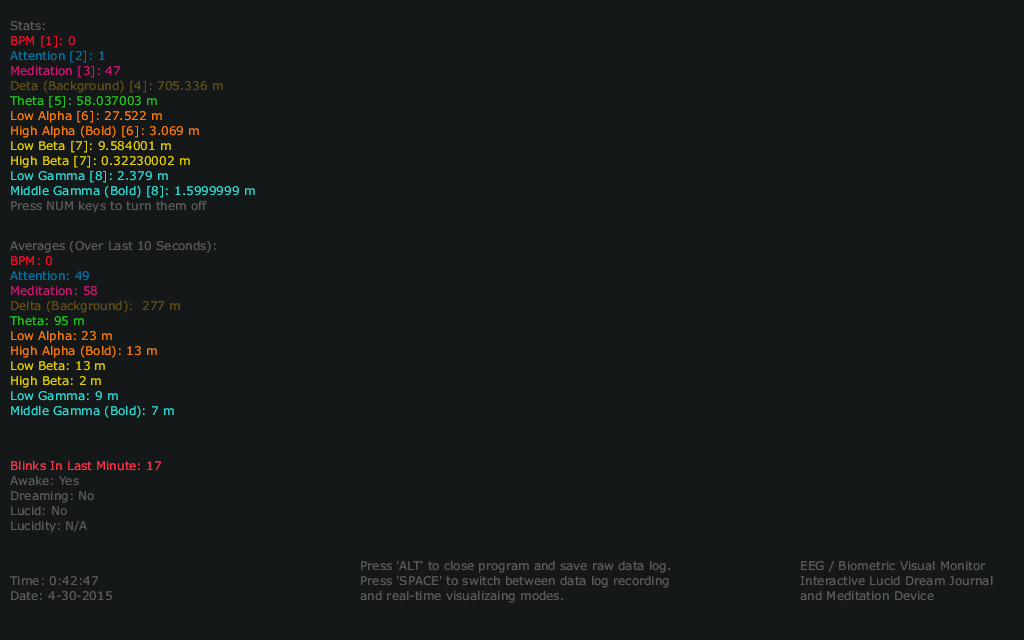 Stats:
BPM [1]: 0
Attention [2]: 1
Meditation [3]: 47
Deta (Background) [4]: 705.336 m
Theta [5]: 58.037003 m
Low Alpha [6]: 27.522 m
High Alpha (Bold) [6]: 3.069 m
Low Beta [7]: 9.584001 m
High Beta [7]: 0.32230002 m
Low Gamma [8]: 2.379 m
Middle Gamma (Bold) [8]: 1.5999999 m
Press NUM keys to turn them off
Averages (Over Last 10 Seconds):
BPM: 0
Attention: 49
Meditation: 58
Delta (Background):  277 m
Theta: 95 m
Low Alpha: 23 m
High Alpha (Bold): 13 m
Low Beta: 13 m
High Beta: 2 m
Low Gamma: 9 m
Middle Gamma (Bold): 7 m
Blinks In Last Minute: 17
Awake: Yes
Dreaming: No
Lucid: No
Lucidity: N/A
Time: 0:42:47
Date: 4-30-2015
Press 'ALT' to close program and save raw data log.
Press 'SPACE' to switch between data log recording
and real-time visualizaing modes.
EEG / Biometric Visual Monitor
Interactive Lucid Dream Journal
and Meditation Device